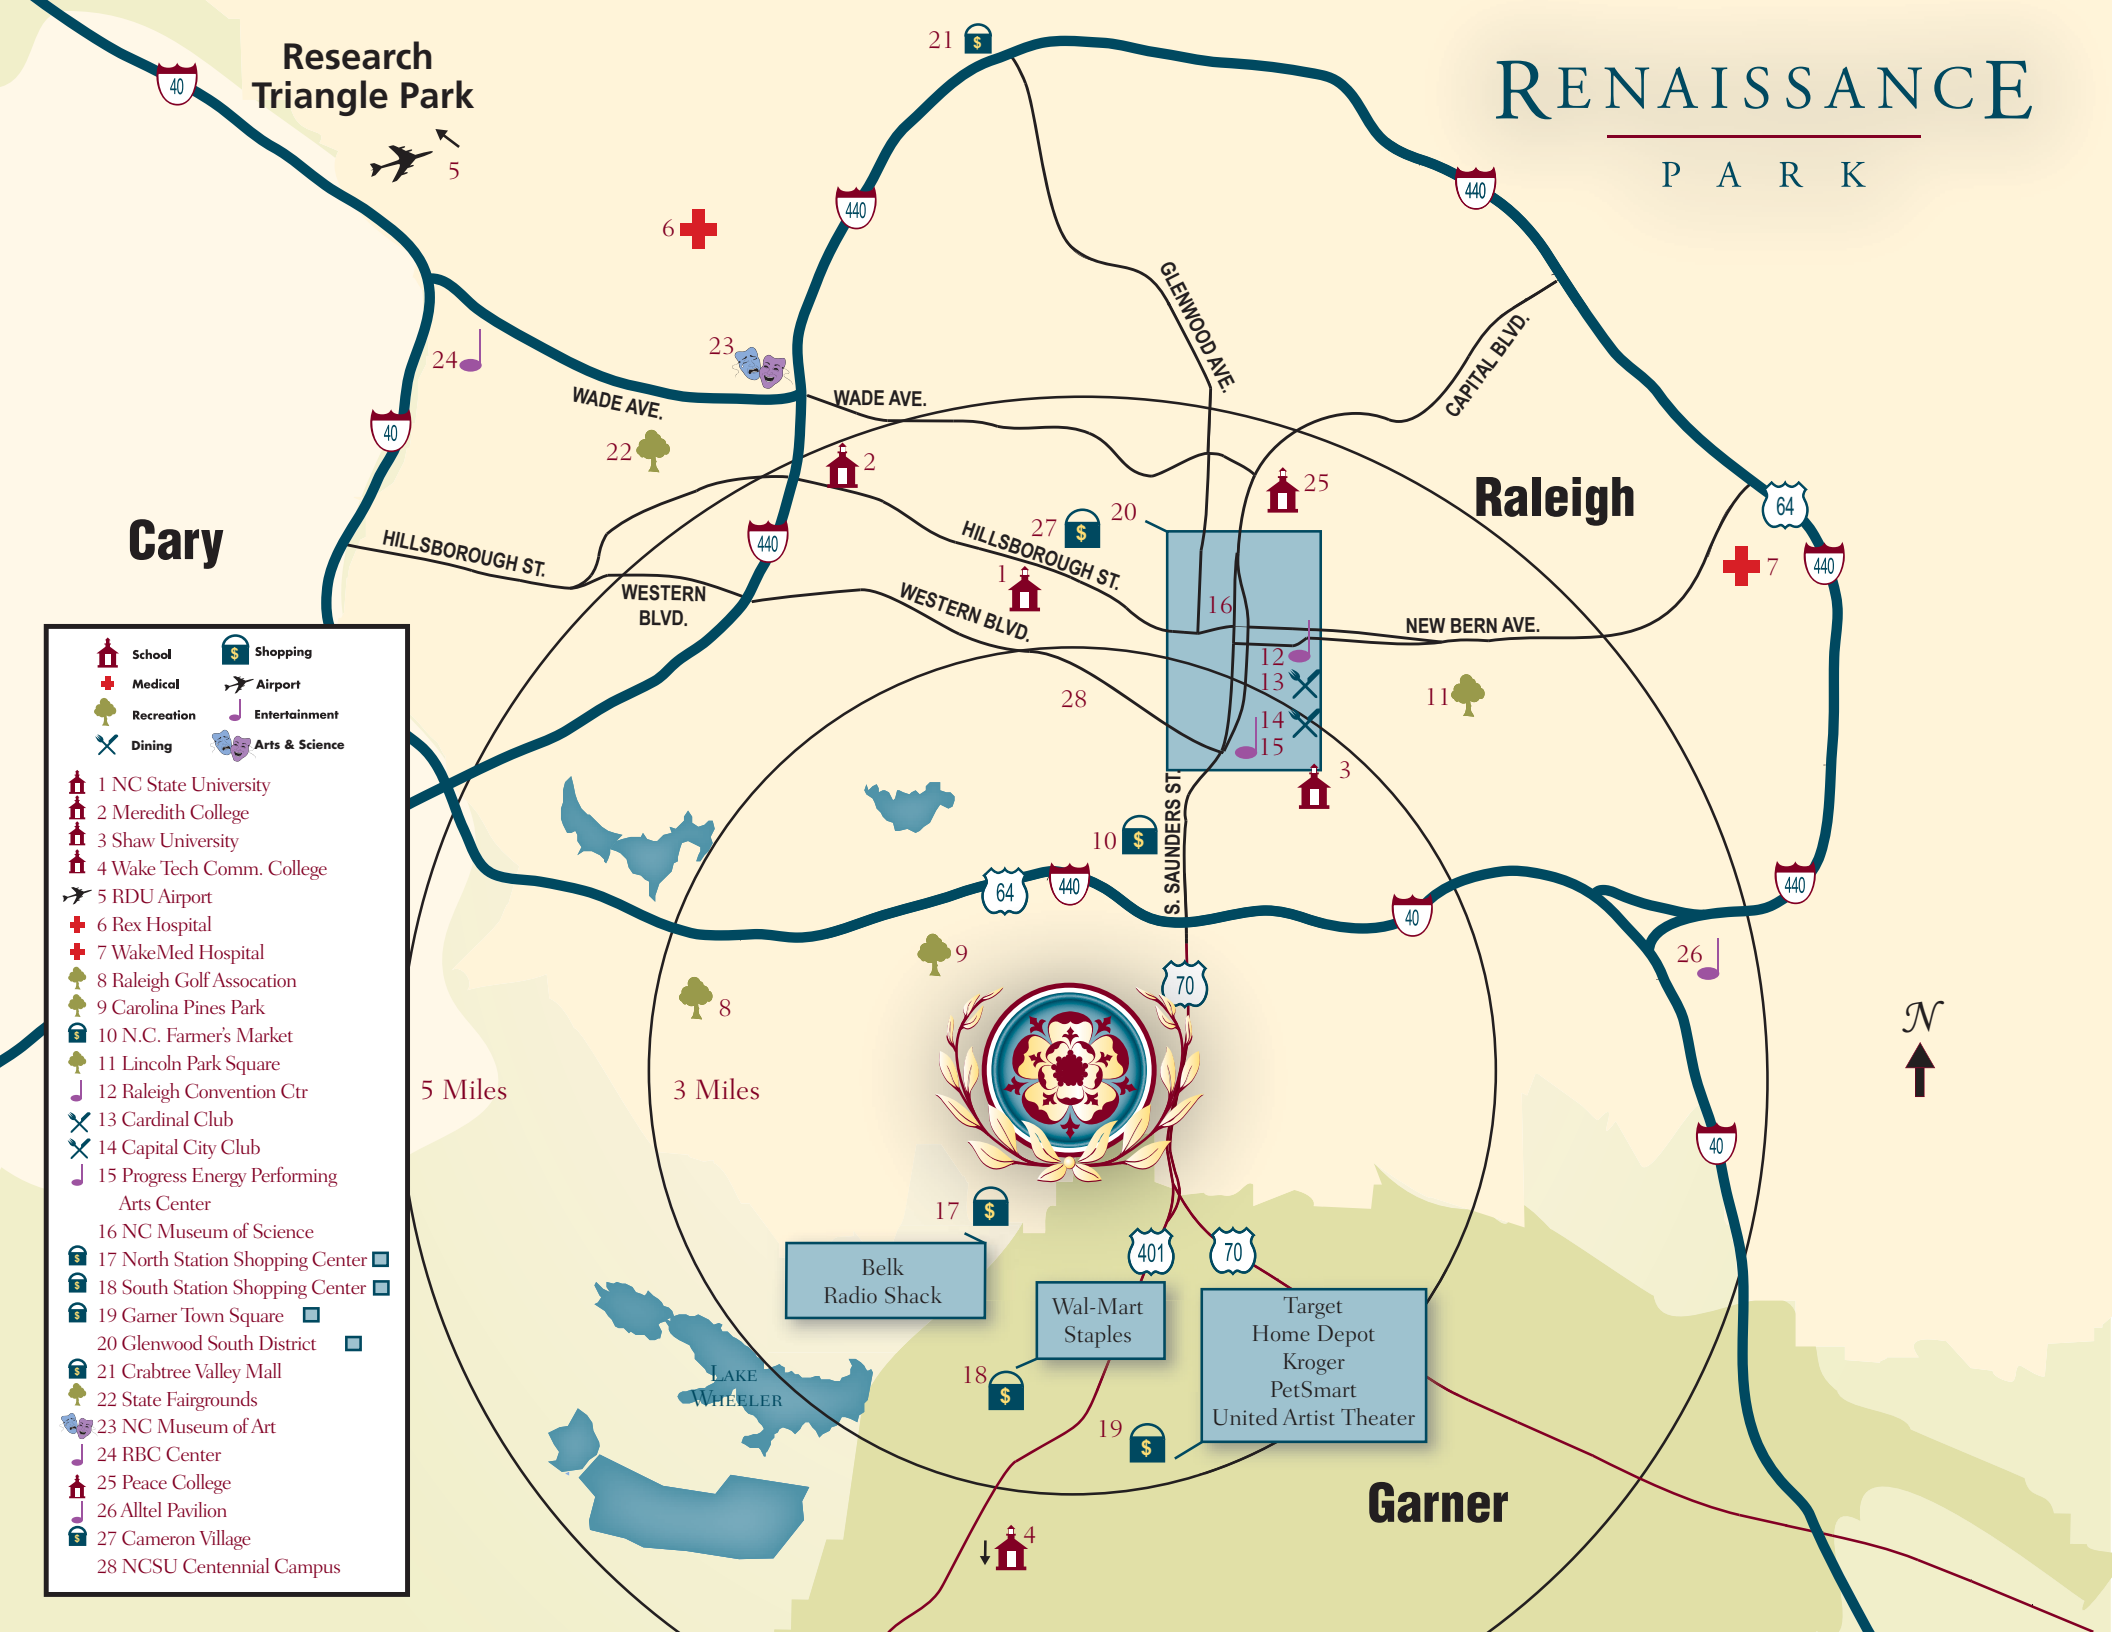 RENAISSANCE
PARK
Research
Triangle Park
5
40
21
$
440
440
6
GLENWOOD AVE.
CAPITAL BLVD.
24
23
WADE AVE.
WADE AVE.
40
22
2
25
Raleigh
64
Cary
20
27
$
HILLSBOROUGH ST.
HILLSBOROUGH ST.
440
440
7
1
WESTERN
BLVD.
WESTERN BLVD.
16
NEW BERN AVE.
12
13
28
11
14
15
3
S. SAUNDERS ST.
10
$
64
440
40
440
9
26
70
8
N
5 Miles
3 Miles
40
17
$
401
70
Belk
Radio Shack
Wal-Mart
Staples
Target
Home Depot
Kroger
PetSmart
United Artist Theater
18
$
LAKE
WHEELER
19
$
Garner
4
School
$
Shopping
Medical
Airport
Recreation
Entertainment
Dining
Arts & Science
1 NC State University
2 Meredith College
3 Shaw University
4 Wake Tech Comm. College
5 RDU Airport
6 Rex Hospital
7 WakeMed Hospital
8 Raleigh Golf Assocation
9 Carolina Pines Park
$ 10 N.C. Farmer's Market
11 Lincoln Park Square
12 Raleigh Convention Ctr
13 Cardinal Club
14 Capital City Club
15 Progress Energy Performing
Arts Center
16 NC Museum of Science
$ 17 North Station Shopping Center
$ 18 South Station Shopping Center
$ 19 Garner Town Square
20 Glenwood South District
$ 21 Crabtree Valley Mall
22 State Fairgrounds
23 NC Museum of Art
24 RBC Center
25 Peace College
26 Alltel Pavilion
$ 27 Cameron Village
28 NCSU Centennial Campus